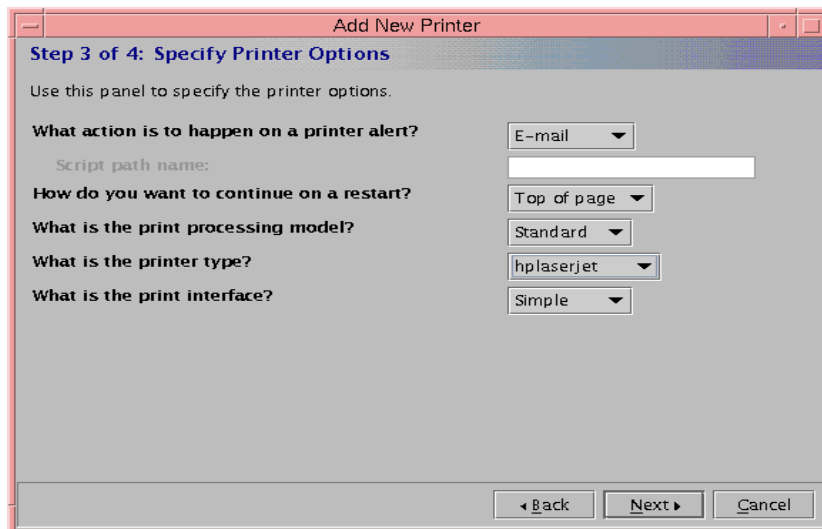 Add New Printer
Step 3 of 4: Specify Printer Options
Use this panel to specify the printer options.
What action is to happen on a printer alert? E-mail
Script path name:
How do you want to continue on a restart? Top of page
What is the print processing model? Standard
What is the printer type? hplaserjet
What is the print interface? Simple
Back Next Cancel